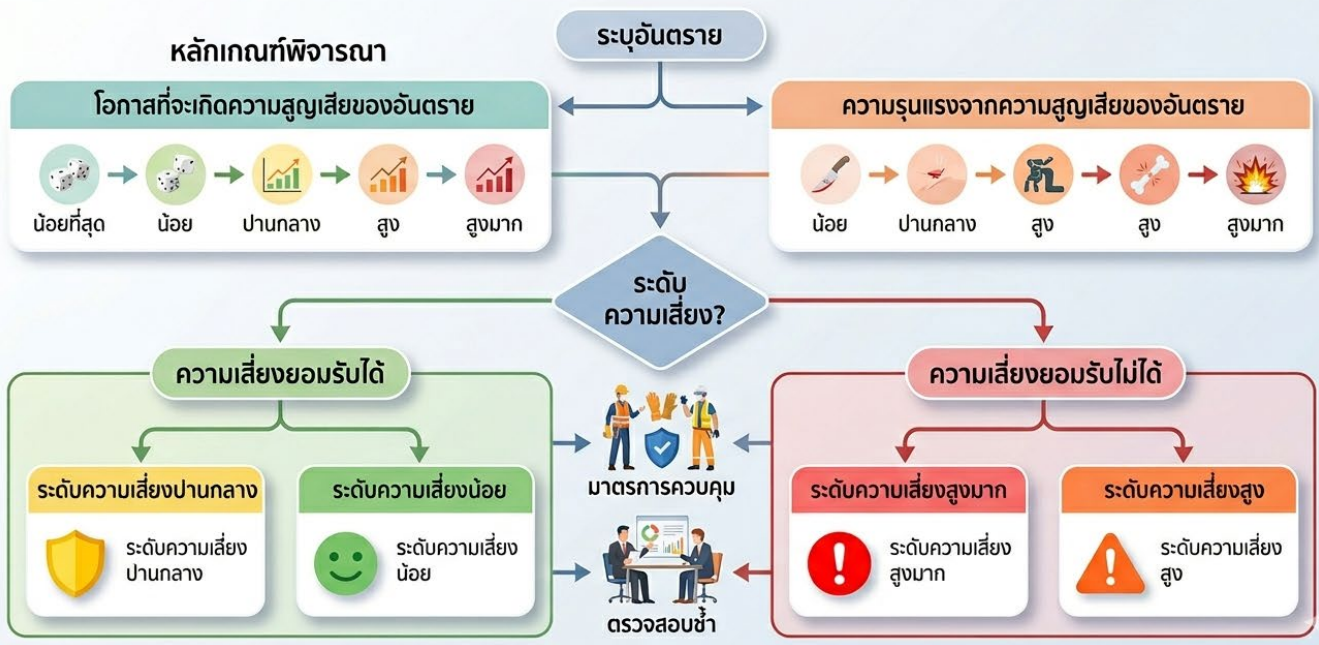 ระบุอันตราย
หลักเกณฑ์พิจารณา
โอกาสที่จะเกิดความสูญเสียของอันตราย
น้อยที่สุด
น้อย
ปานกลาง
สูง
สูงมาก
ความรุนแรงจากความสูญเสียของอันตราย
น้อย
ปานกลาง
สูง
สูง
สูงมาก
ระดับ
ความเสี่ยง?
ความเสี่ยงยอมรับได้
ระดับความเสี่ยงปานกลาง
ระดับความเสี่ยง
ปานกลาง
ระดับความเสี่ยงน้อย
ระดับความเสี่ยง
น้อย
มาตรการควบคุม
ตรวจสอบซ้ำ
ความเสี่ยงยอมรับไม่ได้
ระดับความเสี่ยงสูงมาก
ระดับความเสี่ยง
สูงมาก
ระดับความเสี่ยงสูง
ระดับความเสี่ยง
สูง